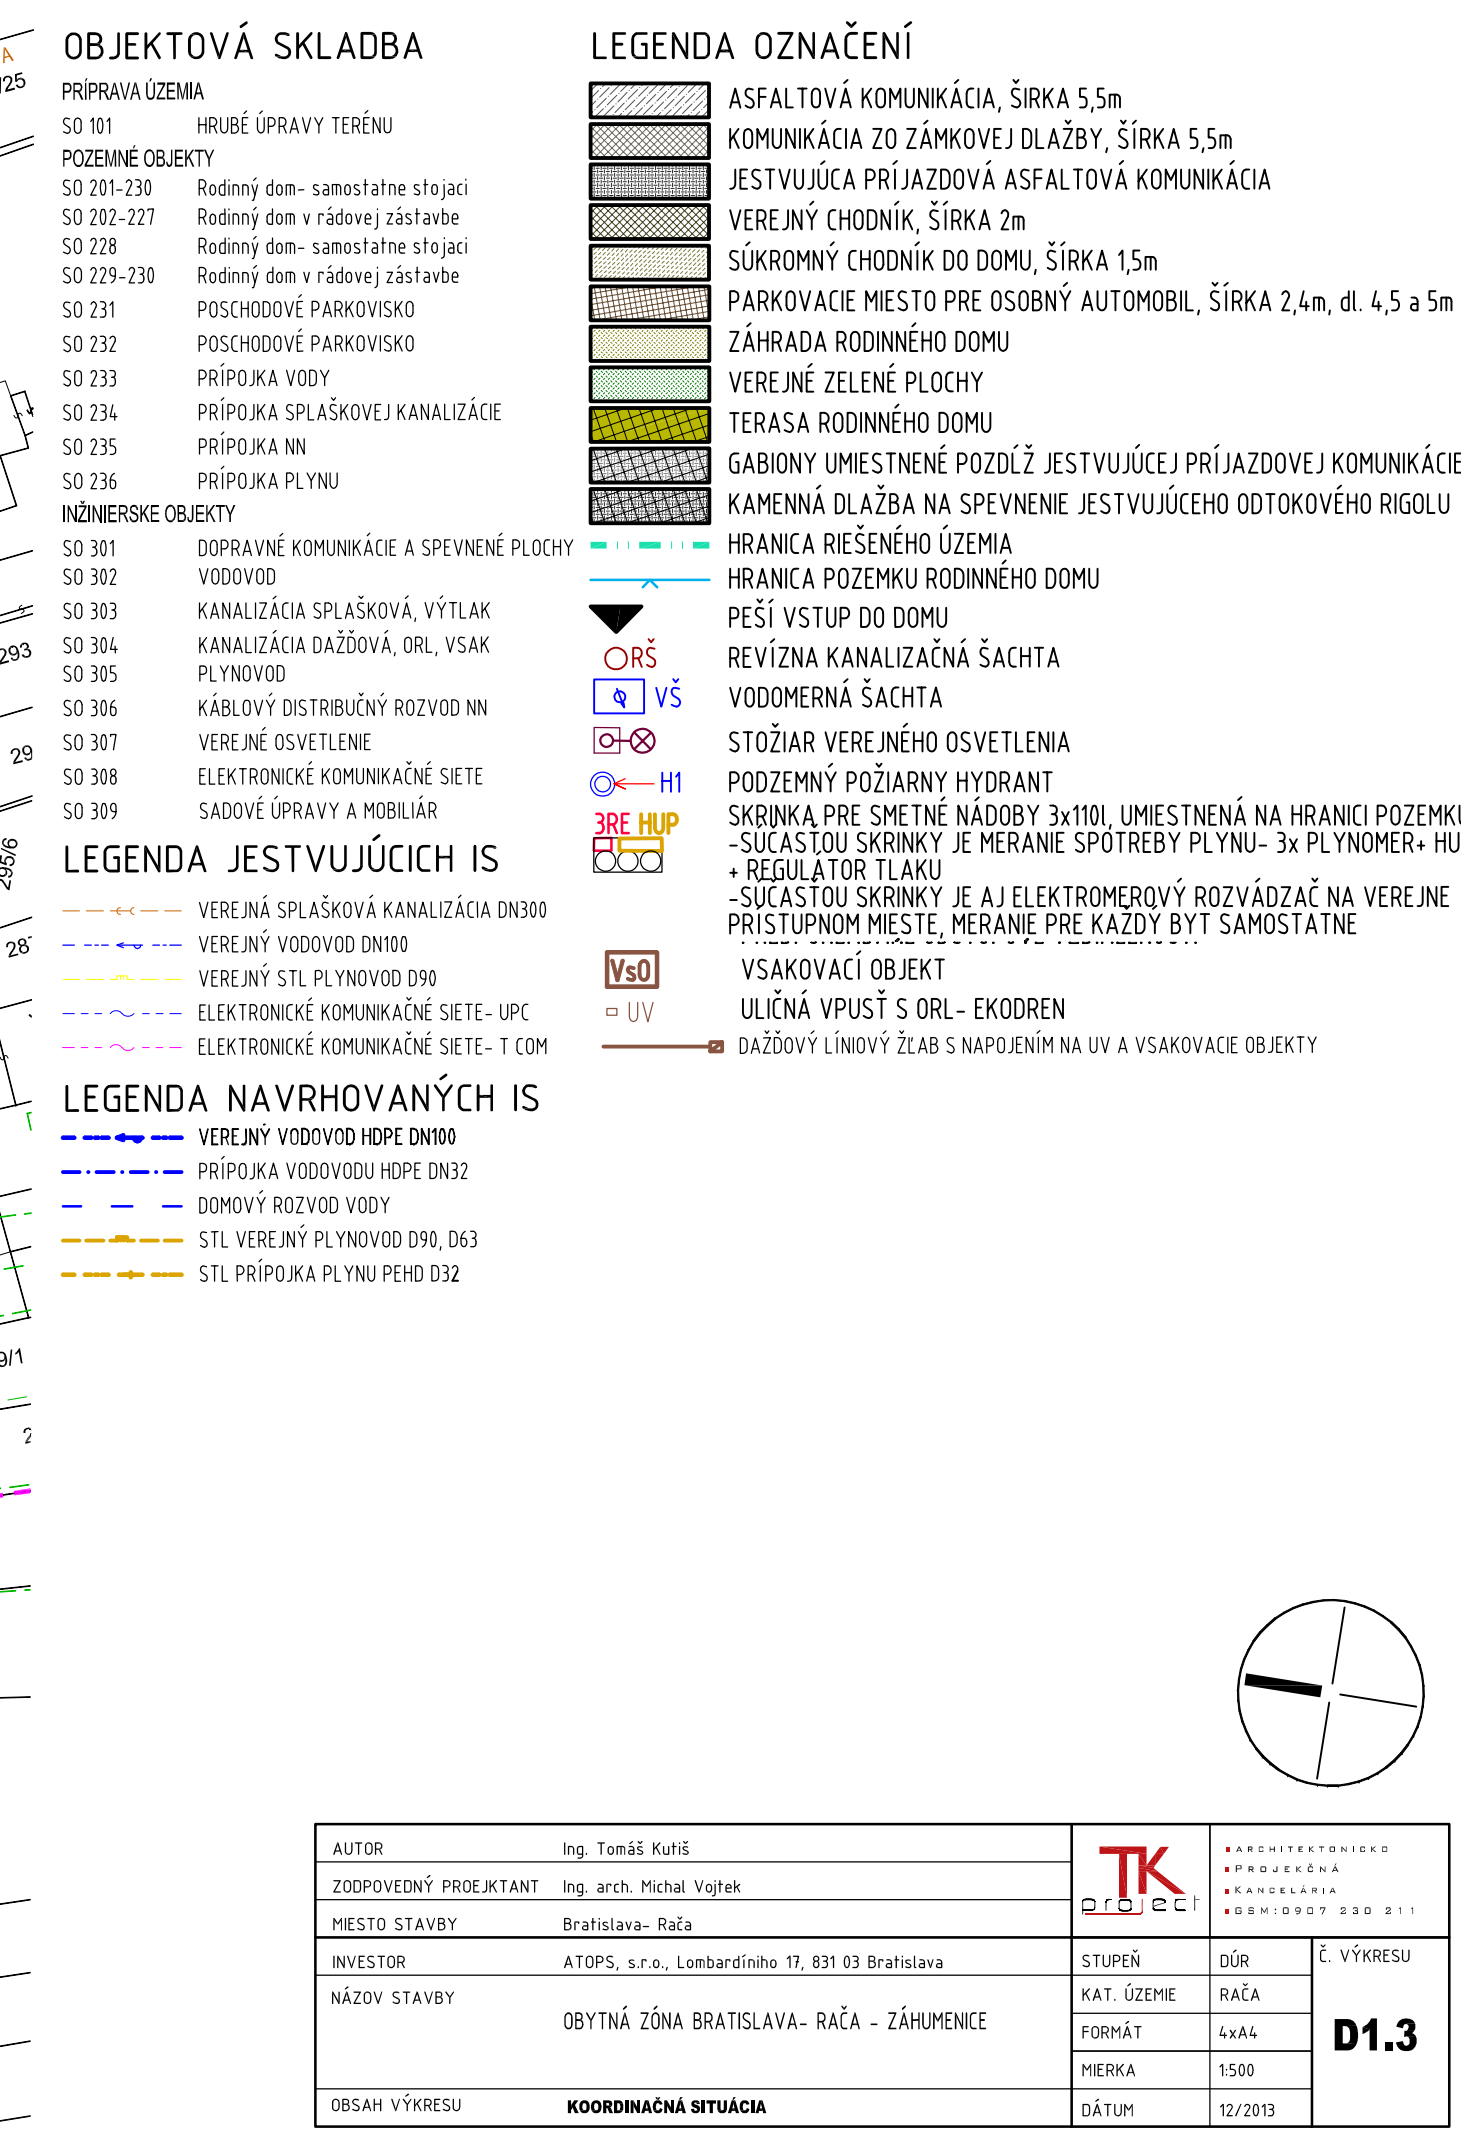 OBJEKTOVÁ SKLADBA
PRÍPRAVA ÚZEMIA
SO 101 HRUBÉ ÚPRAVY TERÉNU
POZEMNÉ OBJEKTY
SO 201-230 Rodinný dom- samostatne stojaci
SO 202-227 Rodinný dom v rádovej zástavbe
SO 228 Rodinný dom- samostatne stojaci
SO 229-230 Rodinný dom v rádovej zástavbe
SO 231 POSCHODOVÉ PARKOVISKO
SO 232 POSCHODOVÉ PARKOVISKO
SO 233 PRÍPOJKA VODY
SO 234 PRÍPOJKA SPLAŠKOVEJ KANALIZÁCIE
SO 235 PRÍPOJKA NN
SO 236 PRÍPOJKA PLYNU
INŽINIERSKE OBJEKTY
SO 301 DOPRAVNÉ KOMUNIKÁCIE A SPEVNENÉ PLOCHY
SO 302 VODOVOD
SO 303 KANALIZÁCIA SPLAŠKOVÁ, VÝTLAK
SO 304 KANALIZÁCIA DAŽĎOVÁ, ORL, VSAK
SO 305 PLYNOVOD
SO 306 KÁBLOVÝ DISTRIBUČNÝ ROZVOD NN
SO 307 VEREJNÉ OSVETLENIE
SO 308 ELEKTRONICKÉ KOMUNIKAČNÉ SIETE
SO 309 SADOVÉ ÚPRAVY A MOBILIÁR
LEGENDA JESTVUJÚCICH IS
VEREJNÁ SPLAŠKOVÁ KANALIZÁCIA DN300
VEREJNÝ VODOVOD DN100
VEREJNÝ STL PLYNOVOD D90
ELEKTRONICKÉ KOMUNIKAČNÉ SIETE- UPC
ELEKTRONICKÉ KOMUNIKAČNÉ SIETE- T COM
LEGENDA NAVRHOVANÝCH IS
VEREJNÝ VODOVOD HDPE DN100
PRÍPOJKA VODOVODU HDPE DN32
DOMOVÝ ROZVOD VODY
STL VEREJNÝ PLYNOVOD D90, D63
STL PRÍPOJKA PLYNU PEHD D32
LEGENDA OZNAČENÍ
ASFALTOVÁ KOMUNIKÁCIA, ŠIRKA 5,5m
KOMUNIKÁCIA ZO ZÁMKOVEJ DLAŽBY, ŠÍRKA 5,5m
JESTVUJÚCA PRÍJAZDOVÁ ASFALTOVÁ KOMUNIKÁCIA
VEREJNÝ CHODNÍK, ŠÍRKA 2m
SÚKROMNÝ CHODNÍK DO DOMU, ŠÍRKA 1,5m
PARKOVACIE MIESTO PRE OSOBNÝ AUTOMOBIL, ŠÍRKA 2,4m, dl. 4,5 a 5m
ZÁHRADA RODINNÉHO DOMU
VEREJNÉ ZELENÉ PLOCHY
TERASA RODINNÉHO DOMU
GABIONY UMIESTNENÉ POZDĹŽ JESTVUJÚCEJ PRÍJAZDOVEJ KOMUNIKÁCIE
KAMENNÁ DLAŽBA NA SPEVNENIE JESTVUJÚCEHO ODTOKOVÉHO RIGOLU
HRANICA RIEŠENÉHO ÚZEMIA
HRANICA POZEMKU RODINNÉHO DOMU
PEŠÍ VSTUP DO DOMU
RŠ REVÍZNA KANALIZAČNÁ ŠACHTA
VŠ VODOMERNÁ ŠACHTA
STOŽIAR VEREJNÉHO OSVETLENIA
H1 PODZEMNÝ POŽIARNY HYDRANT
3RE HUP SKRINKA PRE SMETNÉ NÁDOBY 3x110l, UMIESTNENÁ NA HRANICI POZEMKU
-SÚČASŤOU SKRINKY JE MERANIE SPOTREBY PLYNU- 3x PLYNOMER+ HU
+ REGULÁTOR TLAKU
-SÚČASŤOU SKRINKY JE AJ ELEKTROMEROVÝ ROZVÁDZAČ NA VEREJNE
PRÍSTUPNOM MIESTE, MERANIE PRE KAŽDÝ BYT SAMOSTATNE
VsO VSAKOVACÍ OBJEKT
UV ULIČNÁ VPUSŤ S ORL- EKODREN
DAŽĎOVÝ LÍNIOVÝ ŽĽAB S NAPOJENÍM NA UV A VSAKOVACIE OBJEKTY
A
/25
293
29
295/6
28
9/1
2
AUTOR Ing. Tomáš Kutiš
ZODPOVEDNÝ PROEJKTANT Ing. arch. Michal Vojtek
MIESTO STAVBY Bratislava- Rača
INVESTOR ATOPS, s.r.o., Lombardíniho 17, 831 03 Bratislava
NÁZOV STAVBY
OBYTNÁ ZÓNA BRATISLAVA- RAČA - ZÁHUMENICE
OBSAH VÝKRESU KOORDINAČNÁ SITUÁCIA
TK
project
ARCHITEKTONICKO
PROJEKČNÁ
KANCELÁRIA
GSM:0907 230 211
STUPEŇ DÚR
KAT. ÚZEMIE RAČA
FORMÁT 4xA4
MIERKA 1:500
DÁTUM 12/2013
Č. VÝKRESU
D1.3